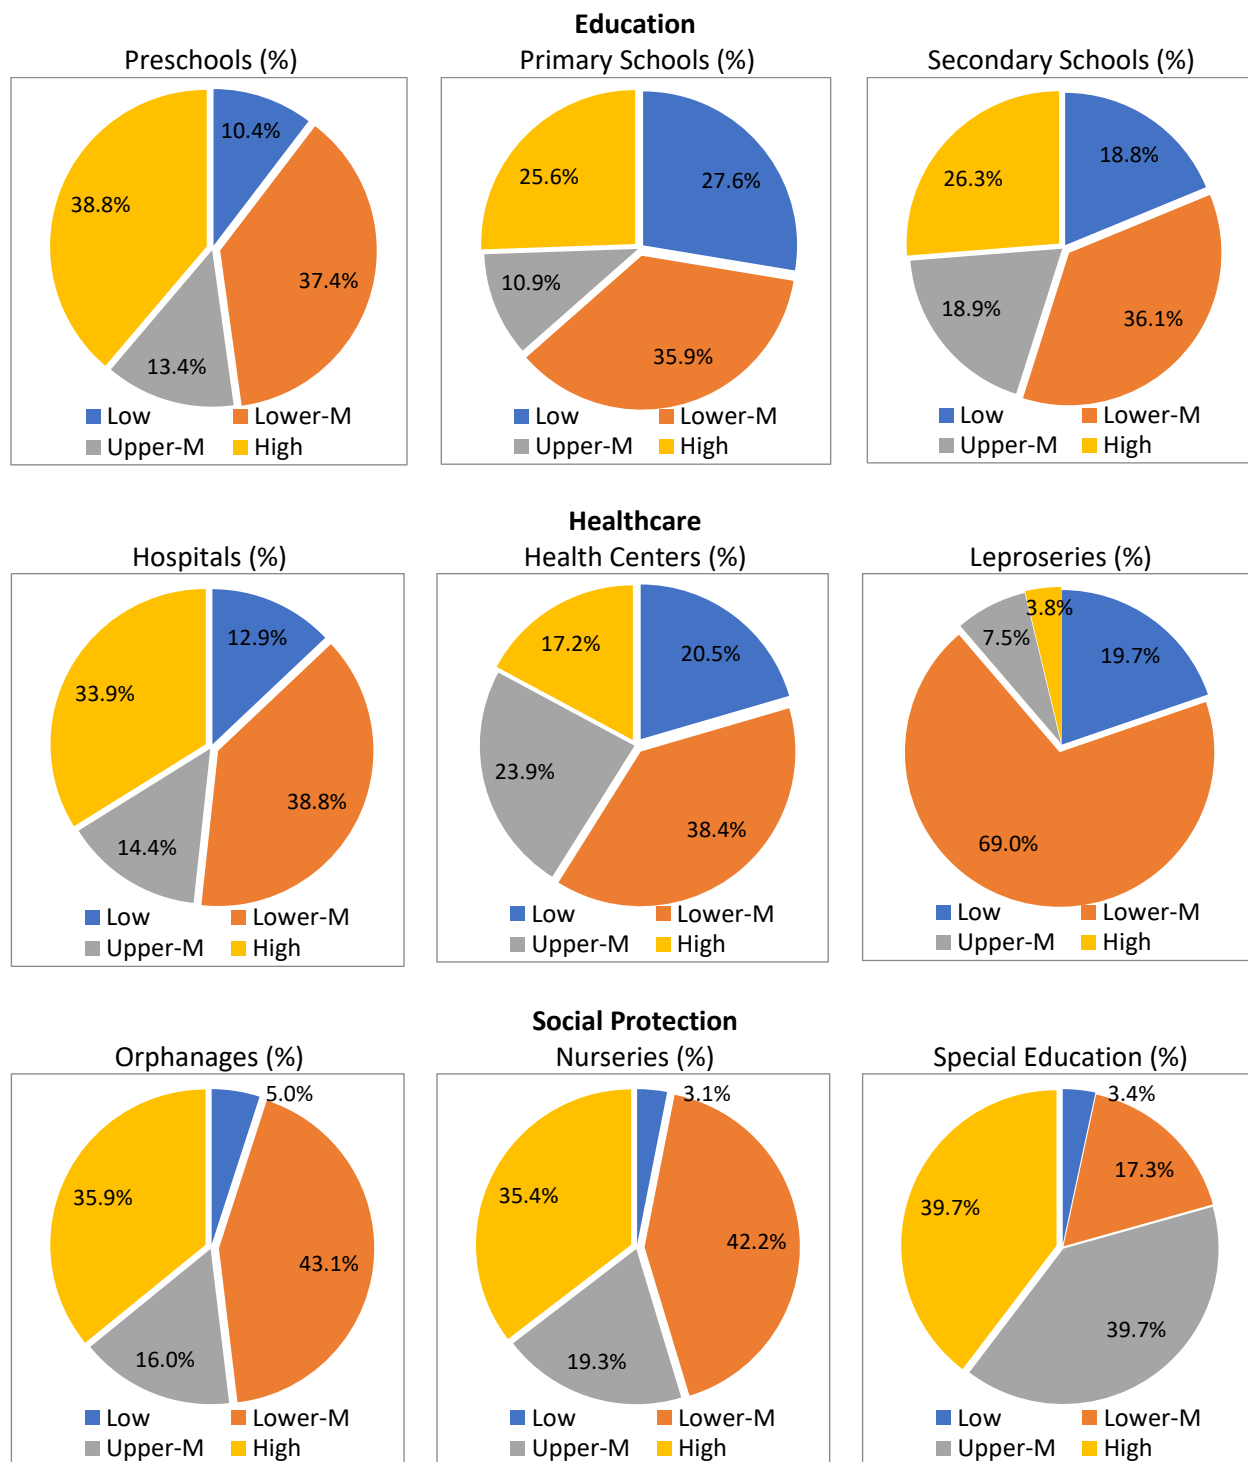 Education
Preschools (%) Primary Schools (%) Secondary Schools (%)
10.4%
37.4%
13.4%
38.8%
Low Lower-M
Upper-M High
27.6%
35.9%
10.9%
25.6%
Low Lower-M
Upper-M High
18.8%
36.1%
18.9%
26.3%
Low Lower-M
Upper-M High
Healthcare
Hospitals (%) Health Centers (%) Leproseries (%)
12.9%
38.8%
14.4%
33.9%
Low Lower-M
Upper-M High
20.5%
38.4%
23.9%
17.2%
Low Lower-M
Upper-M High
19.7%
69.0%
7.5%
3.8%
Low Lower-M
Upper-M High
Social Protection
Orphanages (%) Nurseries (%) Special Education (%)
5.0%
43.1%
16.0%
35.9%
Low Lower-M
Upper-M High
3.1%
42.2%
19.3%
35.4%
Low Lower-M
Upper-M High
3.4%
17.3%
39.7%
39.7%
Low Lower-M
Upper-M High